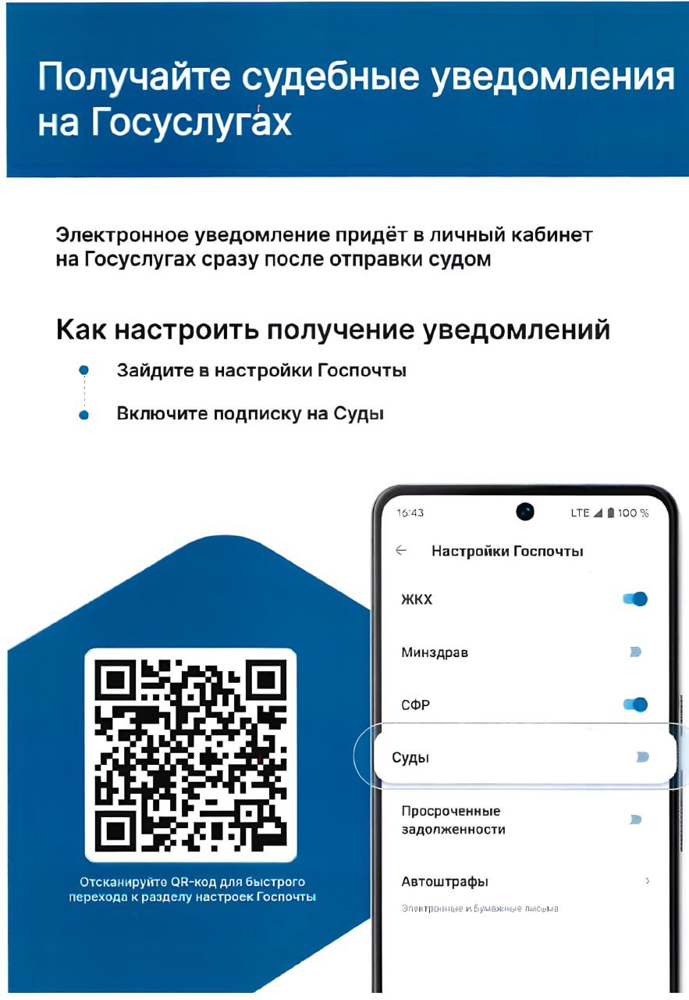 Получайте судебные уведомления
на Госуслугах
Электронное уведомление придёт в личный кабинет
на Госуслугах сразу после отправки судом
Как настроить получение уведомлений
Зайдите в настройки Госпочты
Включите подписку на Суды
16:43
LTE 100 %
Настройки Госпочты
ЖКХ
Минздрав
СФР
Суды
Просроченные
задолженности
Автоштрафы
Электронные и бумажные письма
Отсканируйте QR-код для быстрого
перехода к разделу настроек Госпочты